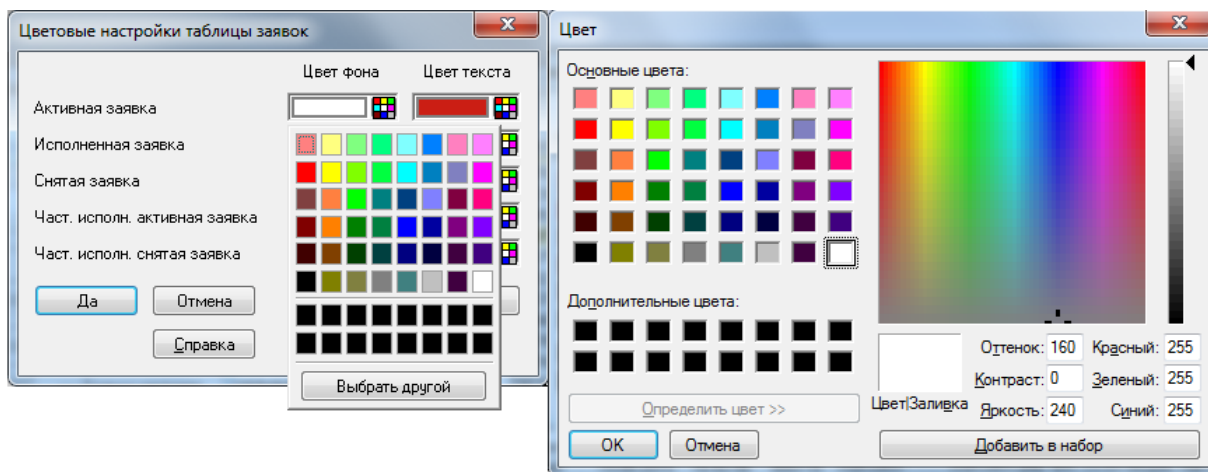 Цветовые настройки таблицы заявок
Цвет фона Цвет текста
Активная заявка
Исполненная заявка
Снятая заявка
Част. исполн. активная заявка
Част. исполн. снятая заявка
Да Отмена
Справка
Выбрать другой
Цвет
Основные цвета:
Дополнительные цвета:
Определить цвет >>
OK Отмена
Цвет|Заливка
Оттенок: 160 Красный: 255
Контраст: 0 Зеленый: 255
Яркость: 240 Синий: 255
Добавить в набор